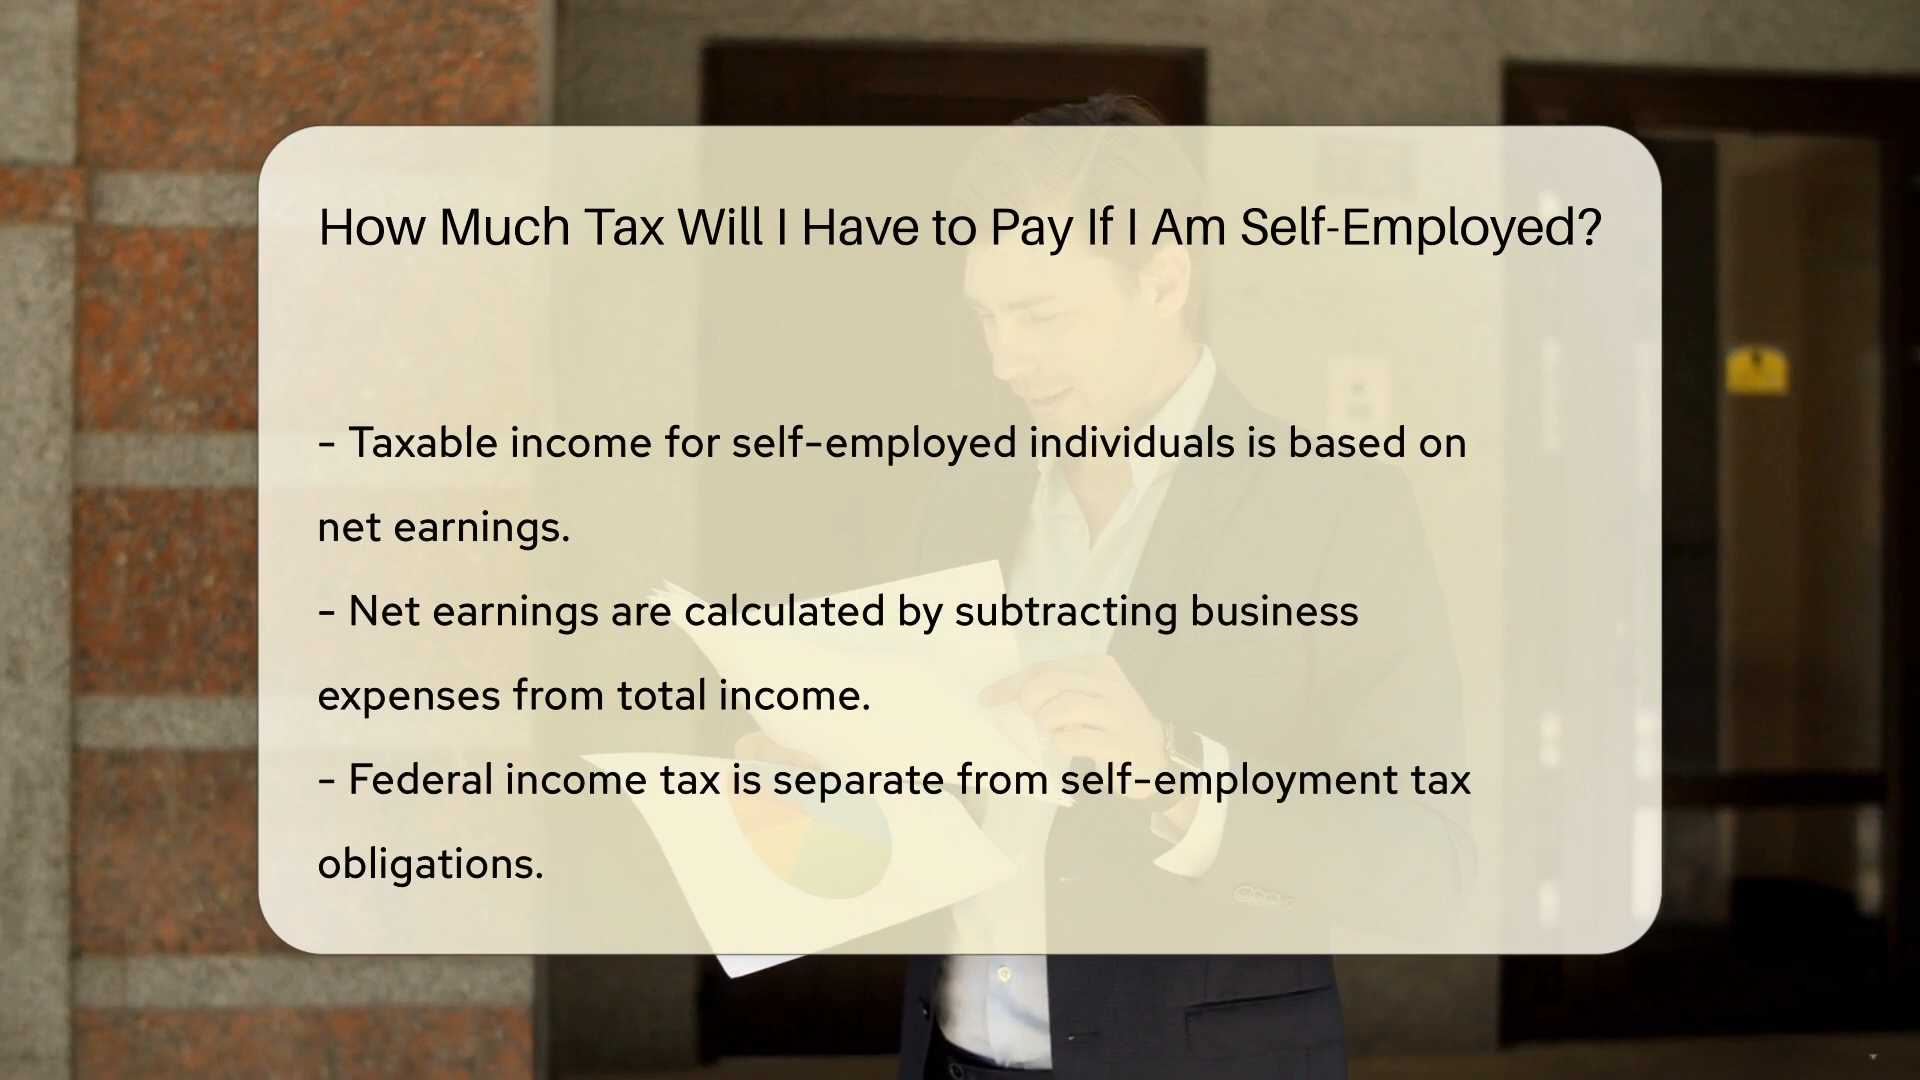 How Much Tax Will I Have to Pay If I Am Self-Employed?
- Taxable income for self-employed individuals is based on
net earnings.
- Net earnings are calculated by subtracting business
expenses from total income.
- Federal income tax is separate from self-employment tax
obligations.